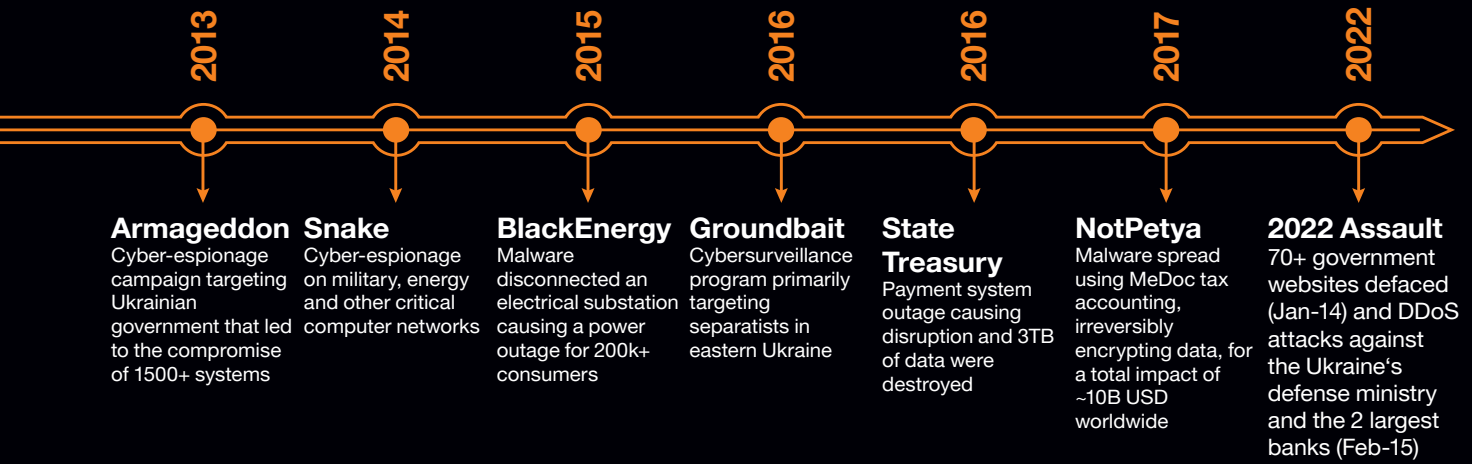 2013
2014
2015
2016
2016
2017
2022
Armageddon
Cyber-espionage
campaign targeting
Ukrainian
government that led
to the compromise
of 1500+ systems
Snake
Cyber-espionage
on military, energy
and other critical
computer networks
BlackEnergy
Malware
disconnected an
electrical substation
causing a power
outage for 200k+
consumers
Groundbait
Cybersurveillance
program primarily
targeting
separatists in
eastern Ukraine
State
Treasury
Payment system
outage causing
disruption and 3TB
of data were
destroyed
NotPetya
Malware spread
using MeDoc tax
accounting,
irreversibly
encrypting data, for
a total impact of
~10B USD
worldwide
2022 Assault
70+ government
websites defaced
(Jan-14) and DDoS
attacks against
the Ukraine‘s
defense ministry
and the 2 largest
banks (Feb-15)